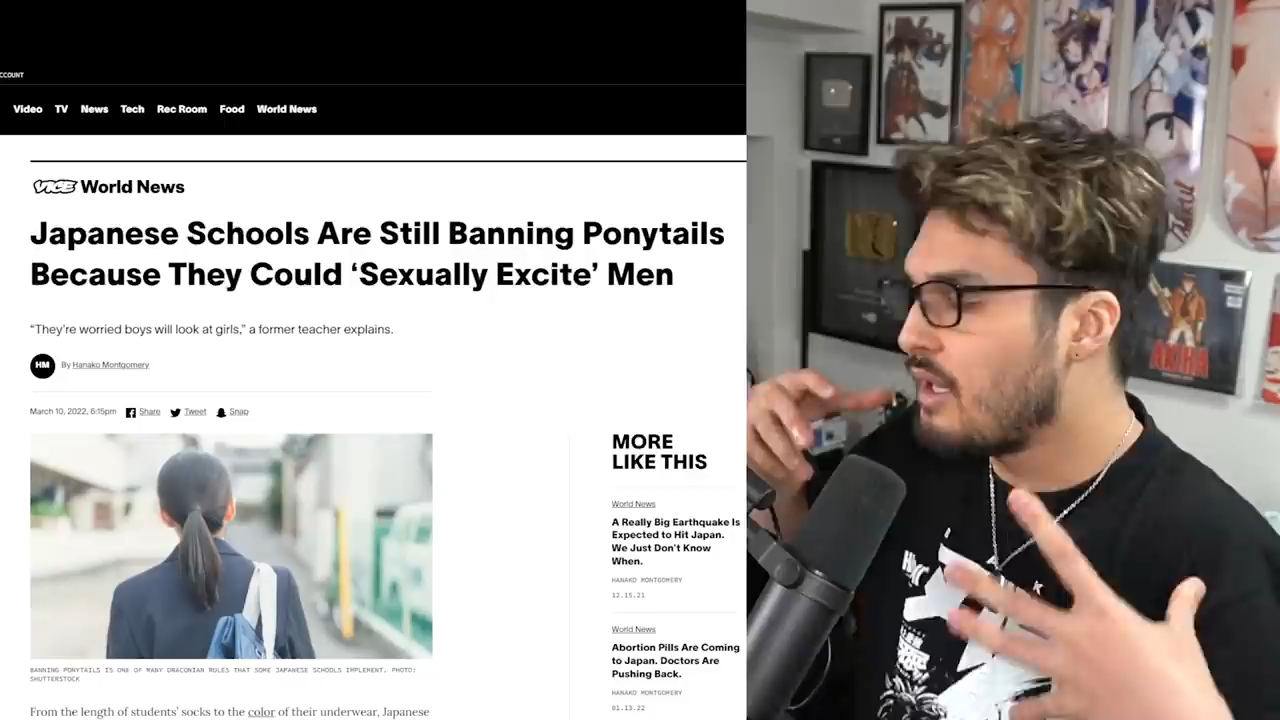 CCOUNT
Video TV News Tech Rec Room Food World News
VICE World News
Japanese Schools Are Still Banning Ponytails
Because They Could ‘Sexually Excite’ Men
“They're worried boys will look at girls,” a former teacher explains.
HM By Hanako Montgomery
March 10, 2022, 6:15pm Share Tweet Snap
BANNING PONYTAILS IS ONE OF MANY DRACONIAN RULES THAT SOME JAPANESE SCHOOLS IMPLEMENT. PHOTO:
SHUTTERSTOCK
From the length of students’ socks to the color of their underwear, Japanese
MORE
LIKE THIS
World News
A Really Big Earthquake Is
Expected to Hit Japan.
We Just Don't Know
When.
HANAKO MONTGOMERY
12.15.21
World News
Abortion Pills Are Coming
to Japan. Doctors Are
Pushing Back.
HANAKO MONTGOMERY
01.13.22
AKIRA